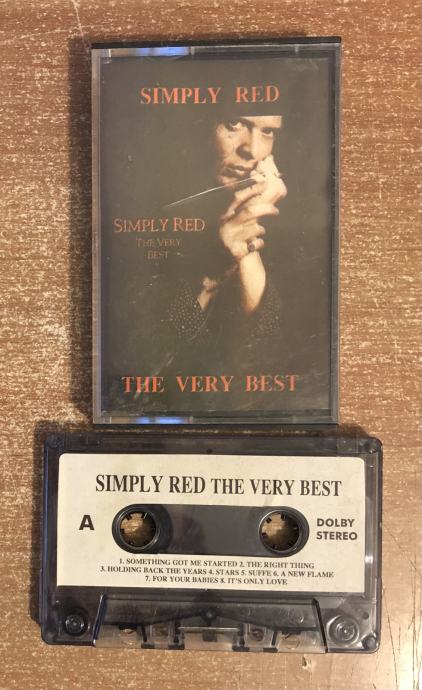 SIMPLY RED
SIMPLY RED
THE VERY
BEST
THE VERY BEST
SIMPLY RED THE VERY BEST
A
DOLBY
STEREO
1. SOMETHING GOT ME STARTED 2. THE RIGHT THING
3. HOLDING BACK THE YEARS 4. STARS 5. SUFFE 6. A NEW FLAME
7. FOR YOUR BABIES 8. IT'S ONLY LOVE